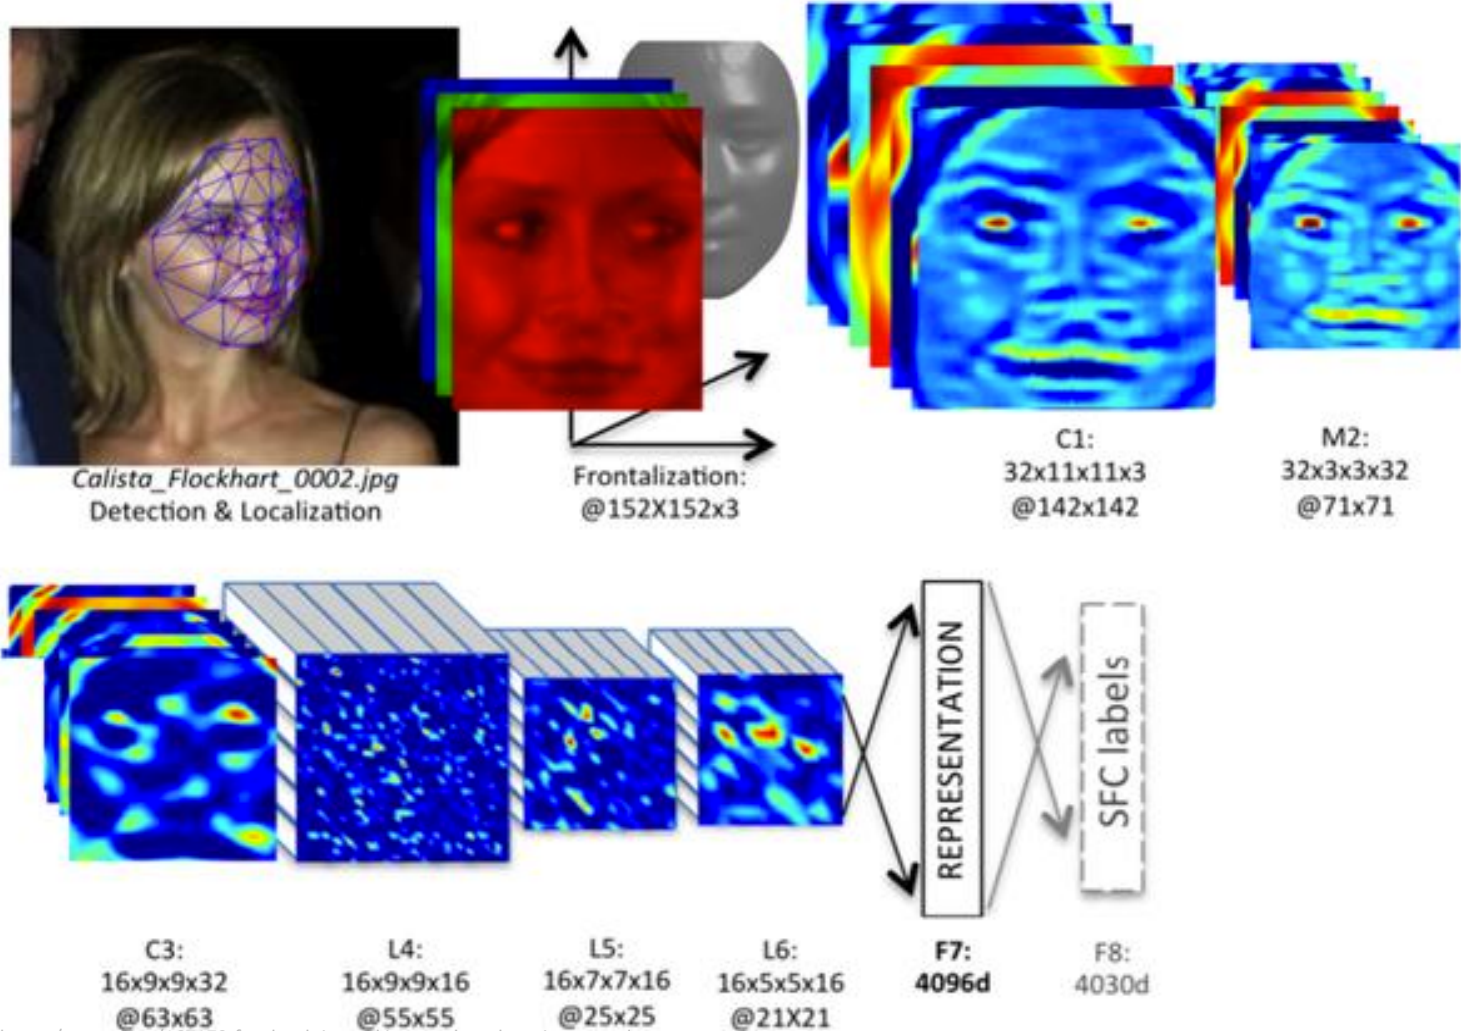 Calista_Flockhart_0002.jpg
Detection & Localization
Frontalization:
@152X152x3
C1:
32x11x11x3
@142x142
M2:
32x3x3x32
@71x71
REPRESENTATION
SFC labels
C3:
16x9x9x32
@63x63
L4:
16x9x9x16
@55x55
L5:
16x7x7x16
@25x25
L6:
16x5x5x16
@21X21
F7:
4096d
F8:
4030d